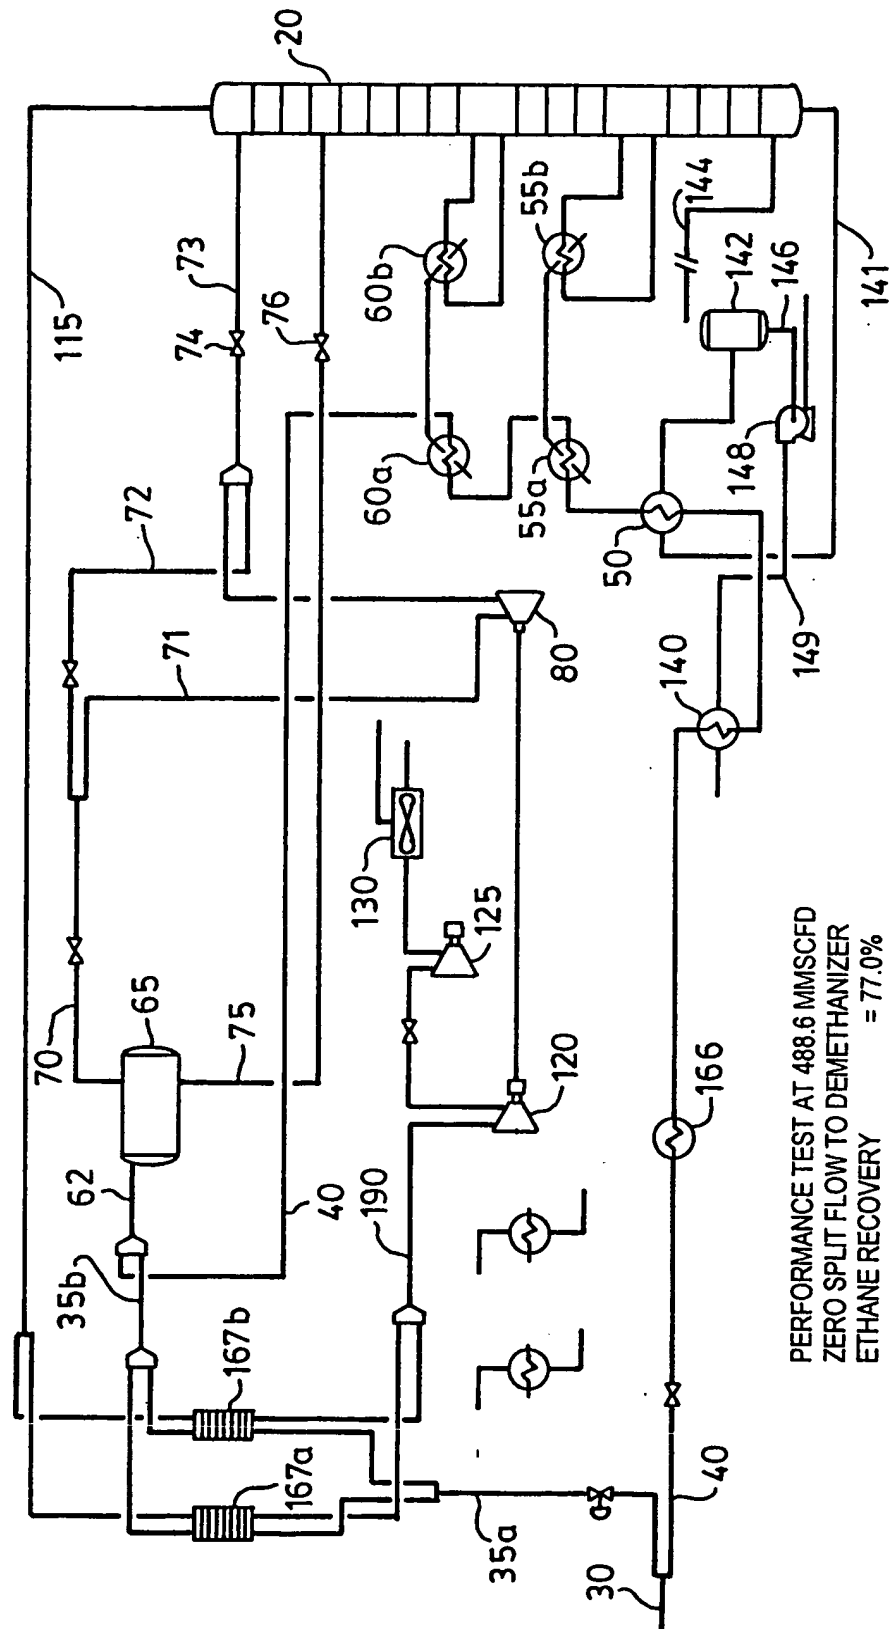 115
20
70
35b
62
65
72
71
74
73
75
76
167b
167a
40
190
130
60a
60b
125
35a
55a
55b
120
80
30
50
140
144
166
40
142
148
146
149
141
PERFORMANCE TEST AT 488.6 MMSCFD
ZERO SPLIT FLOW TO DEMETHANIZER
ETHANE RECOVERY = 77.0%